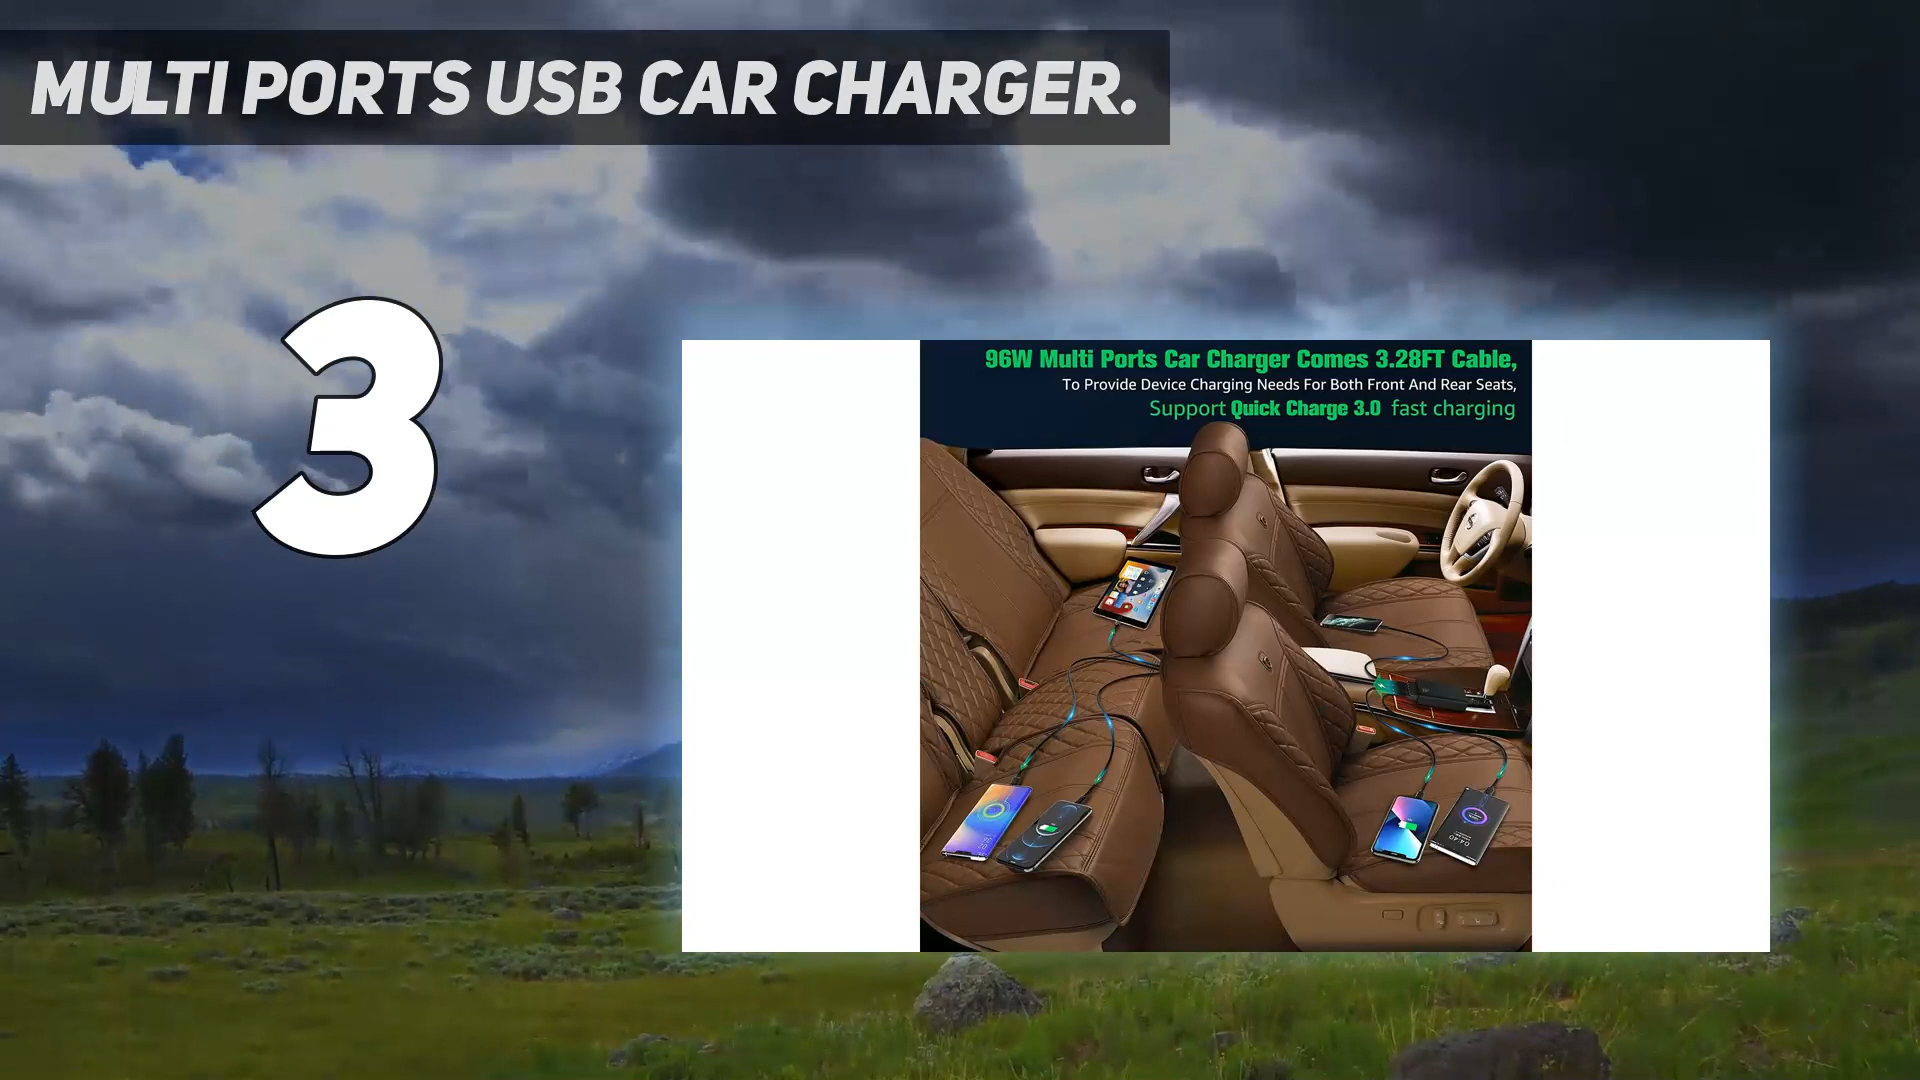 MULTI PORTS USB CAR CHARGER.
3
96W Multi Ports Car Charger Comes 3.28FT Cable,
To Provide Device Charging Needs For Both Front And Rear Seats,
Support Quick Charge 3.0 fast charging